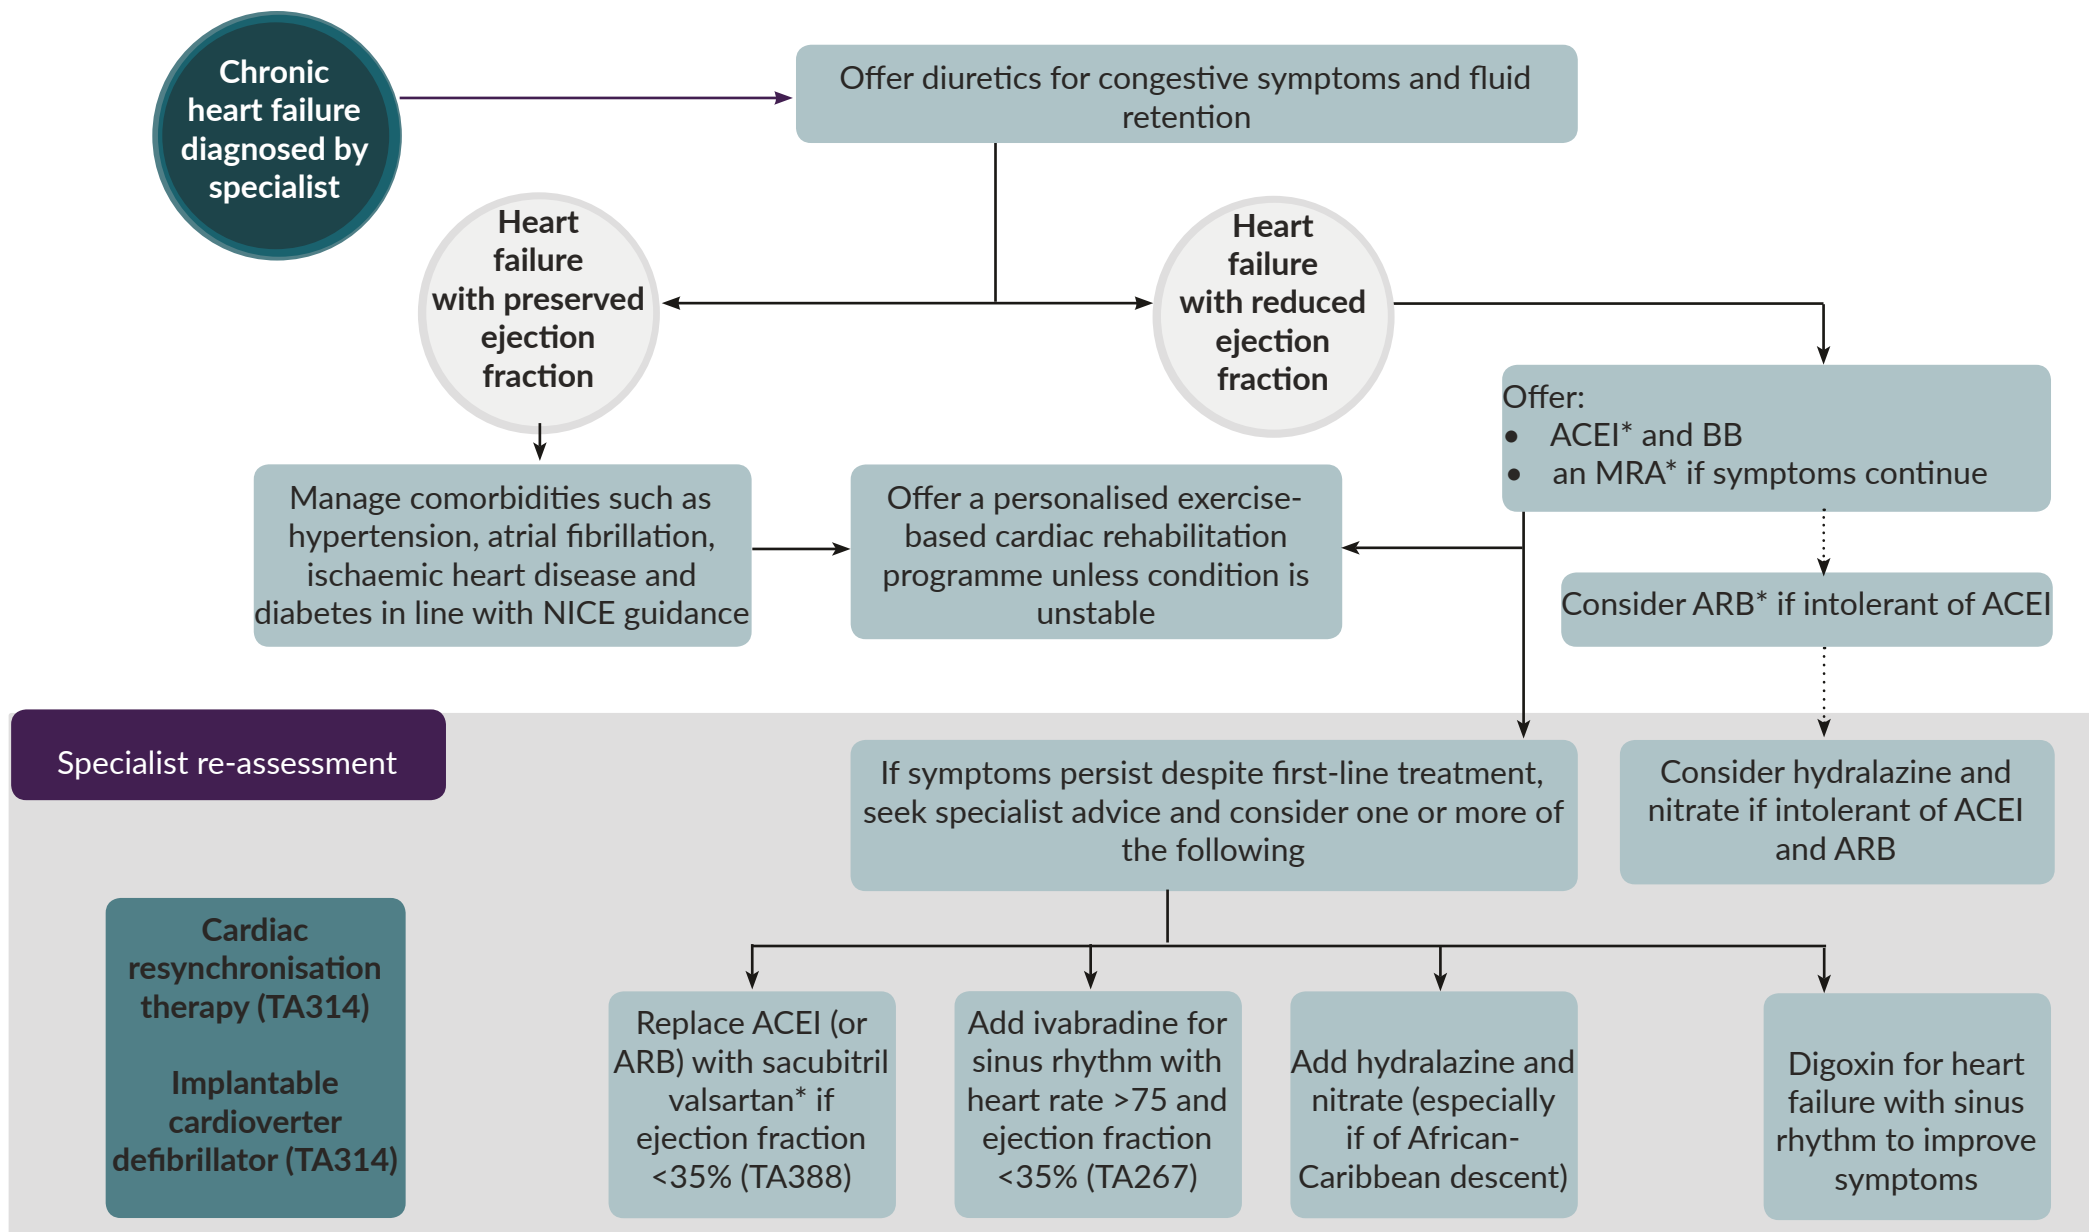 Chronic
heart failure
diagnosed by
specialist
Offer diuretics for congestive symptoms and fluid
retention
Heart
failure
with preserved
ejection
fraction
Heart
failure
with reduced
ejection
fraction
Offer:
• ACEI* and BB
• an MRA* if symptoms continue
Manage comorbidities such as
hypertension, atrial fibrillation,
ischaemic heart disease and
diabetes in line with NICE guidance
Offer a personalised exercise-
based cardiac rehabilitation
programme unless condition is
unstable
Consider ARB* if intolerant of ACEI
Specialist re-assessment
If symptoms persist despite first-line treatment,
seek specialist advice and consider one or more of
the following
Consider hydralazine and
nitrate if intolerant of ACEI
and ARB
Cardiac
resynchronisation
therapy (TA314)
Implantable
cardioverter
defibrillator (TA314)
Replace ACEI (or
ARB) with sacubitril
valsartan* if
ejection fraction
<35% (TA388)
Add ivabradine for
sinus rhythm with
heart rate >75 and
ejection fraction
<35% (TA267)
Add hydralazine and
nitrate (especially
if of African-
Caribbean descent)
Digoxin for heart
failure with sinus
rhythm to improve
symptoms